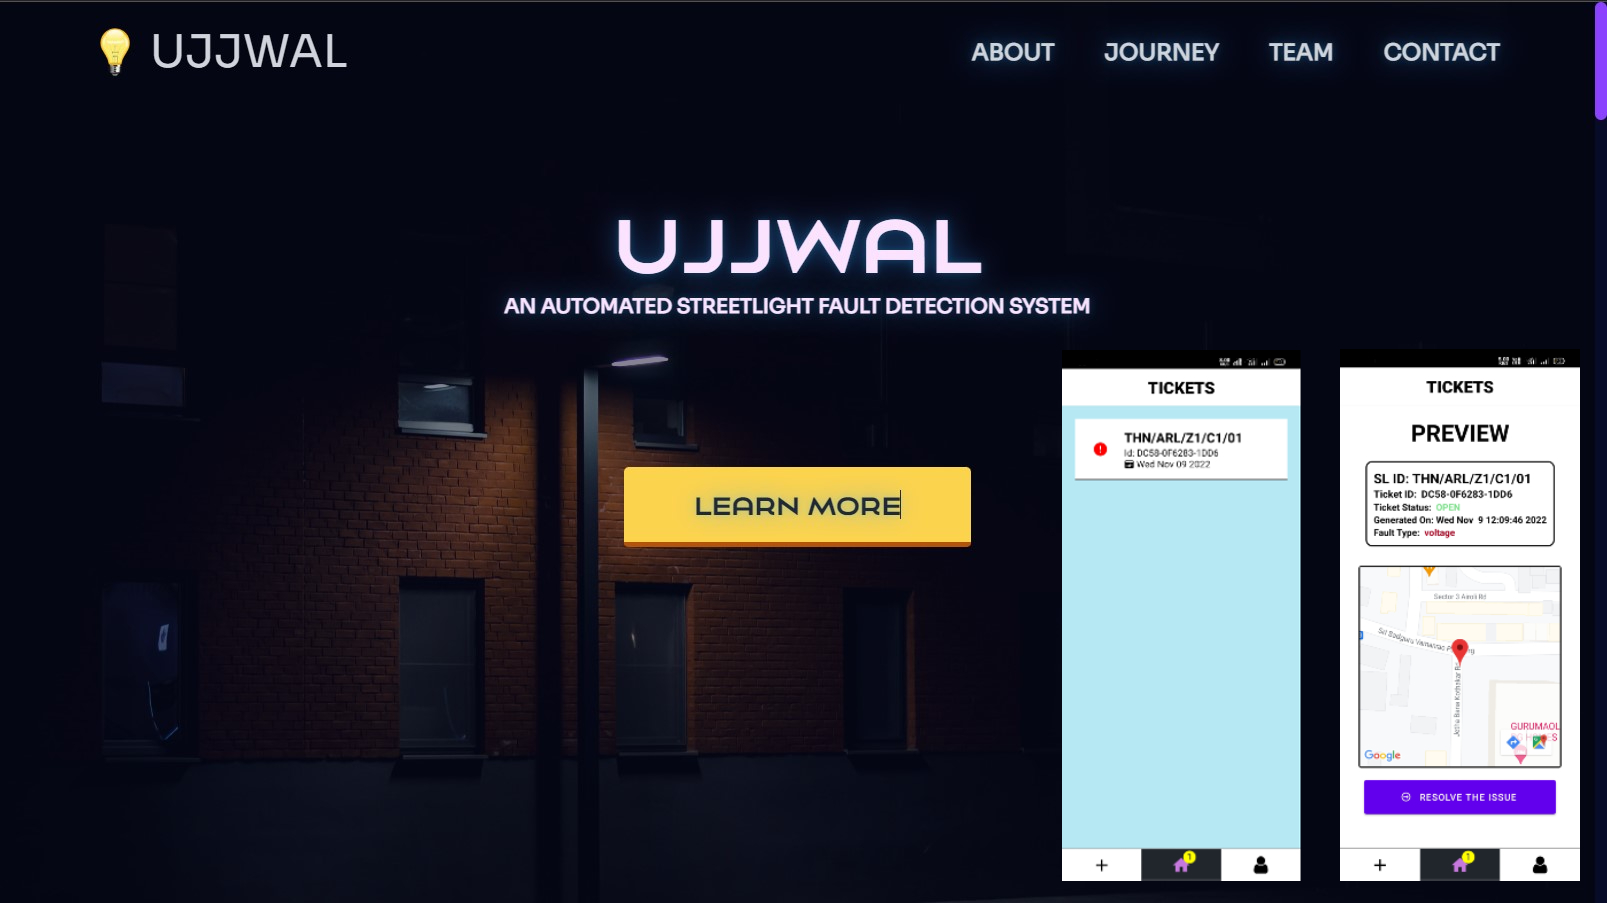 UJJWAL
ABOUT JOURNEY TEAM CONTACT
UJJWAL
AN AUTOMATED STREETLIGHT FAULT DETECTION SYSTEM
LEARN MORE
TICKETS
THN/ARL/Z1/C1/01
Id: DC58-0F6283-1DD6
Wed Nov 09 2022
1
TICKETS
PREVIEW
SL ID: THN/ARL/Z1/C1/01
Ticket ID: DC58-0F6283-1DD6
Ticket Status: OPEN
Generated On: Wed Nov 9 12:09:46 2022
Fault Type: voltage
Sector 3 Airoli Rd
GURUMAOL
Google
RESOLVE THE ISSUE
1